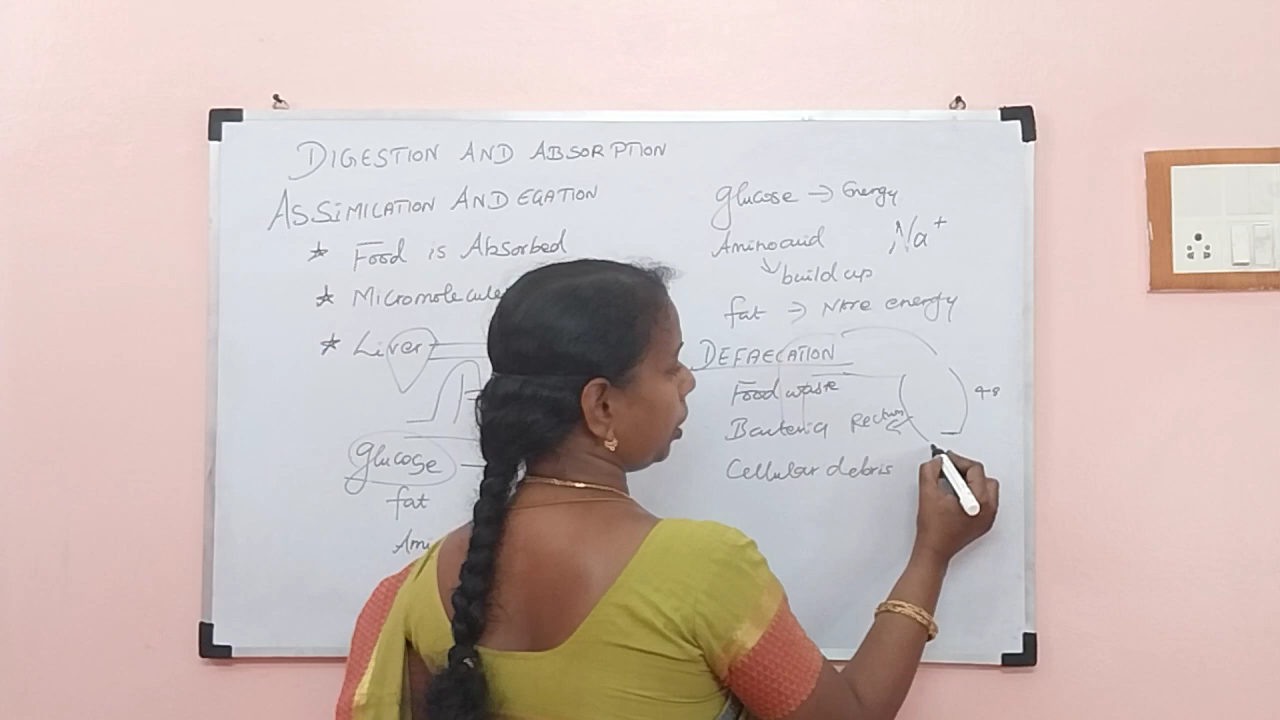 DIGESTION AND ABSORPTION
ASSIMILATION AND EGATION
* Food is Absorbed
* Micromolecule
* Liver
Glucose
fat
Ami
Glucose → Energy
Aminoacid
Na+
build up
fat → More energy
DEFAECATION
Food waste
Bacteria Rectum
Cellular debris